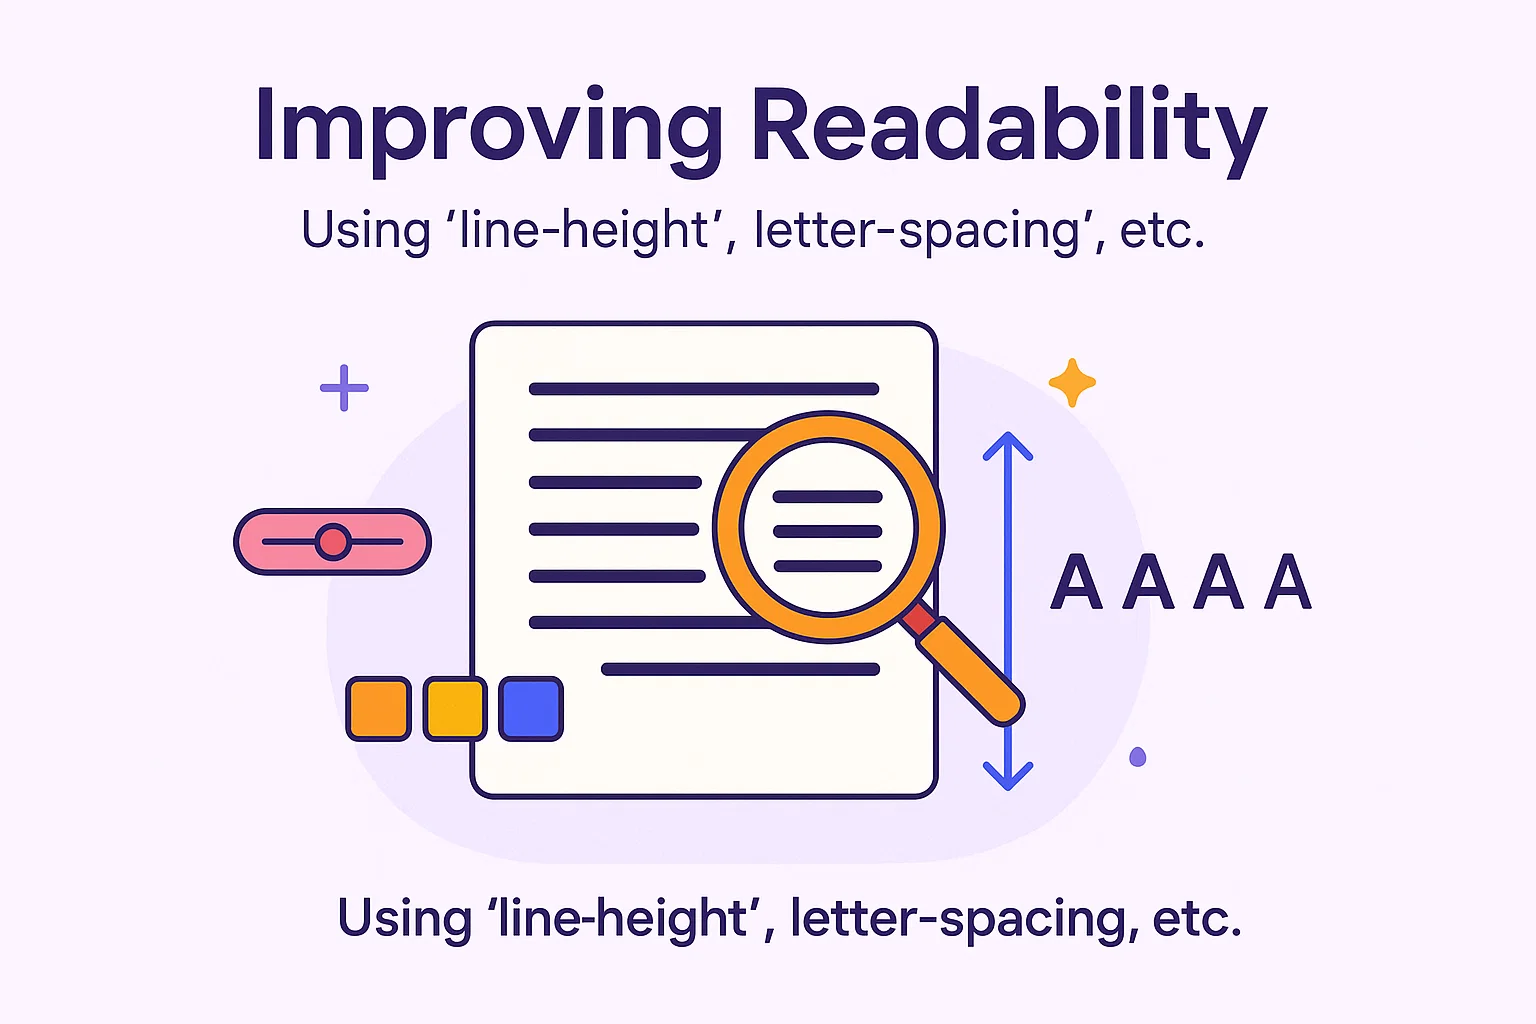 Improving Readability
Using ‘line-height’, letter-spacing’, etc.
A A A A
Using ‘line-height’, letter-spacing, etc.